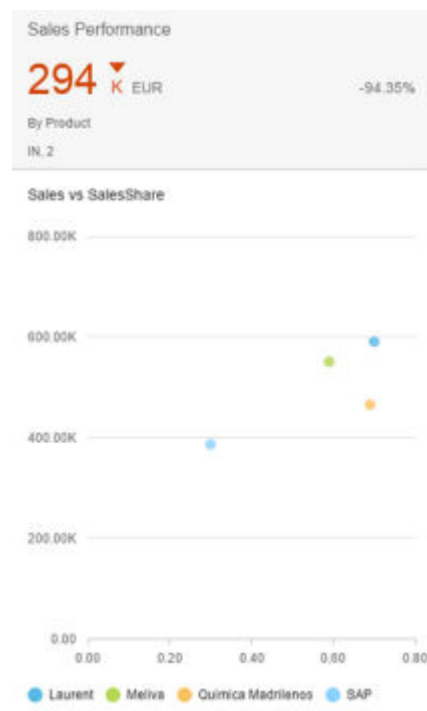 Sales Performance
294 K EUR -94.35%
By Product
IN, 2
Sales vs SalesShare
800.00K
600.00K
400.00K
200.00K
0.00
0.00 0.20 0.40 0.60 0.80
Laurent Meliva Quimica Madrilenos SAP